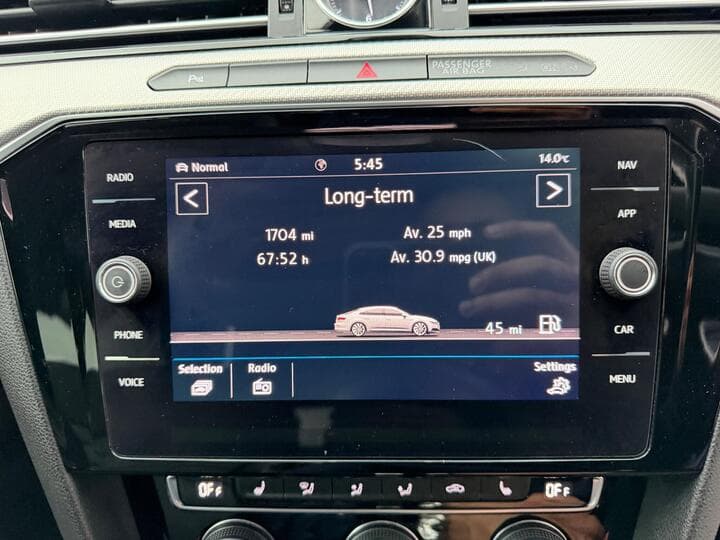 PASSENGER
AIR BAG
RADIO
MEDIA
PHONE
VOICE
Normal 5:45 14.0°c
Long-term
1704 mi Av. 25 mph
67:52 h Av. 30.9 mpg (UK)
45 mi
Selection Radio Settings
NAV
APP
CAR
MENU
OFF OFF